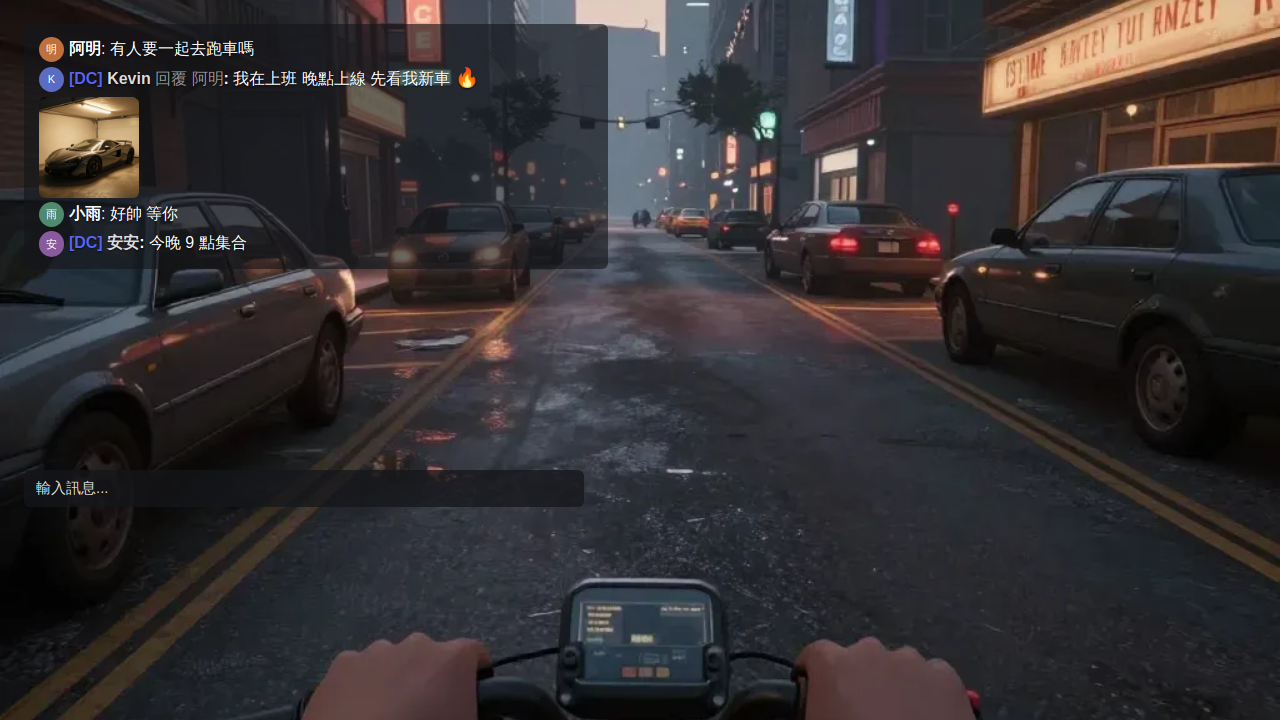 明 阿明: 有人要一起去跑車嗎
K [DC] Kevin 回覆 阿明: 我在上班 晚點上線 先看我新車 🔥
雨 小雨: 好帥 等你
安 [DC] 安安: 今晚 9 點集合
輸入訊息...